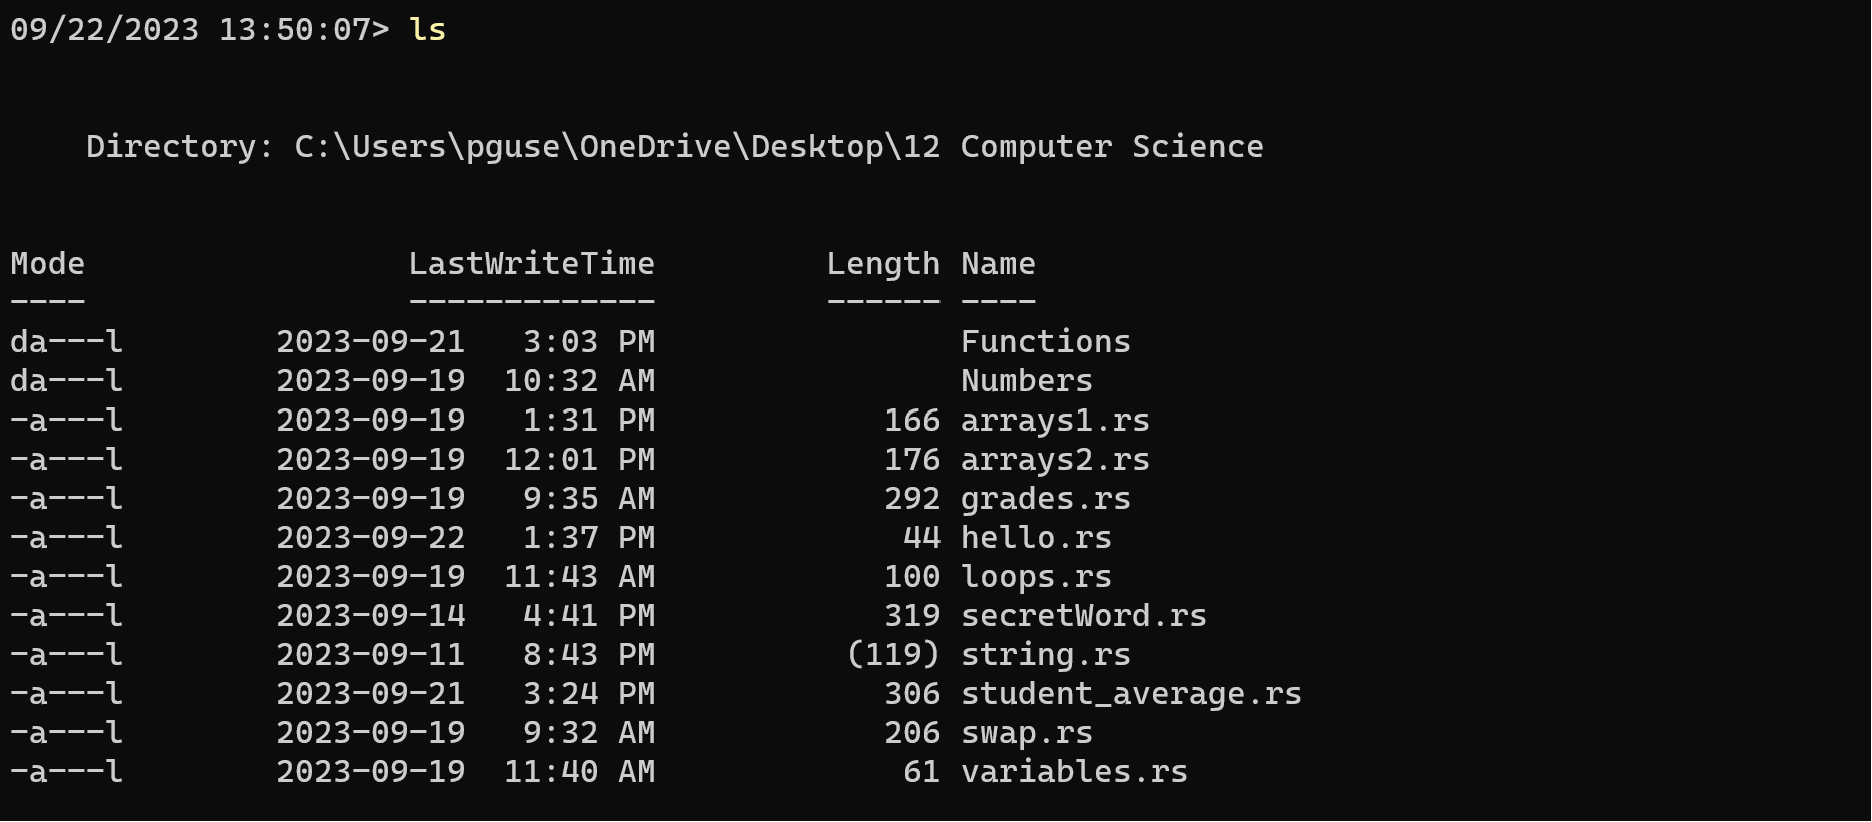 09/22/2023 13:50:07> ls
Directory: C:\Users\pguse\OneDrive\Desktop\12 Computer Science
Mode                 LastWriteTime         Length Name
----                 -------------         ------ ----
da---l        2023-09-21   3:03 PM                Functions
da---l        2023-09-19  10:32 AM                Numbers
-a---l        2023-09-19   1:31 PM            166 arrays1.rs
-a---l        2023-09-19  12:01 PM            176 arrays2.rs
-a---l        2023-09-19   9:35 AM            292 grades.rs
-a---l        2023-09-22   1:37 PM             44 hello.rs
-a---l        2023-09-19  11:43 AM            100 loops.rs
-a---l        2023-09-14   4:41 PM            319 secretWord.rs
-a---l        2023-09-11   8:43 PM          (119) string.rs
-a---l        2023-09-21   3:24 PM            306 student_average.rs
-a---l        2023-09-19   9:32 AM            206 swap.rs
-a---l        2023-09-19  11:40 AM             61 variables.rs